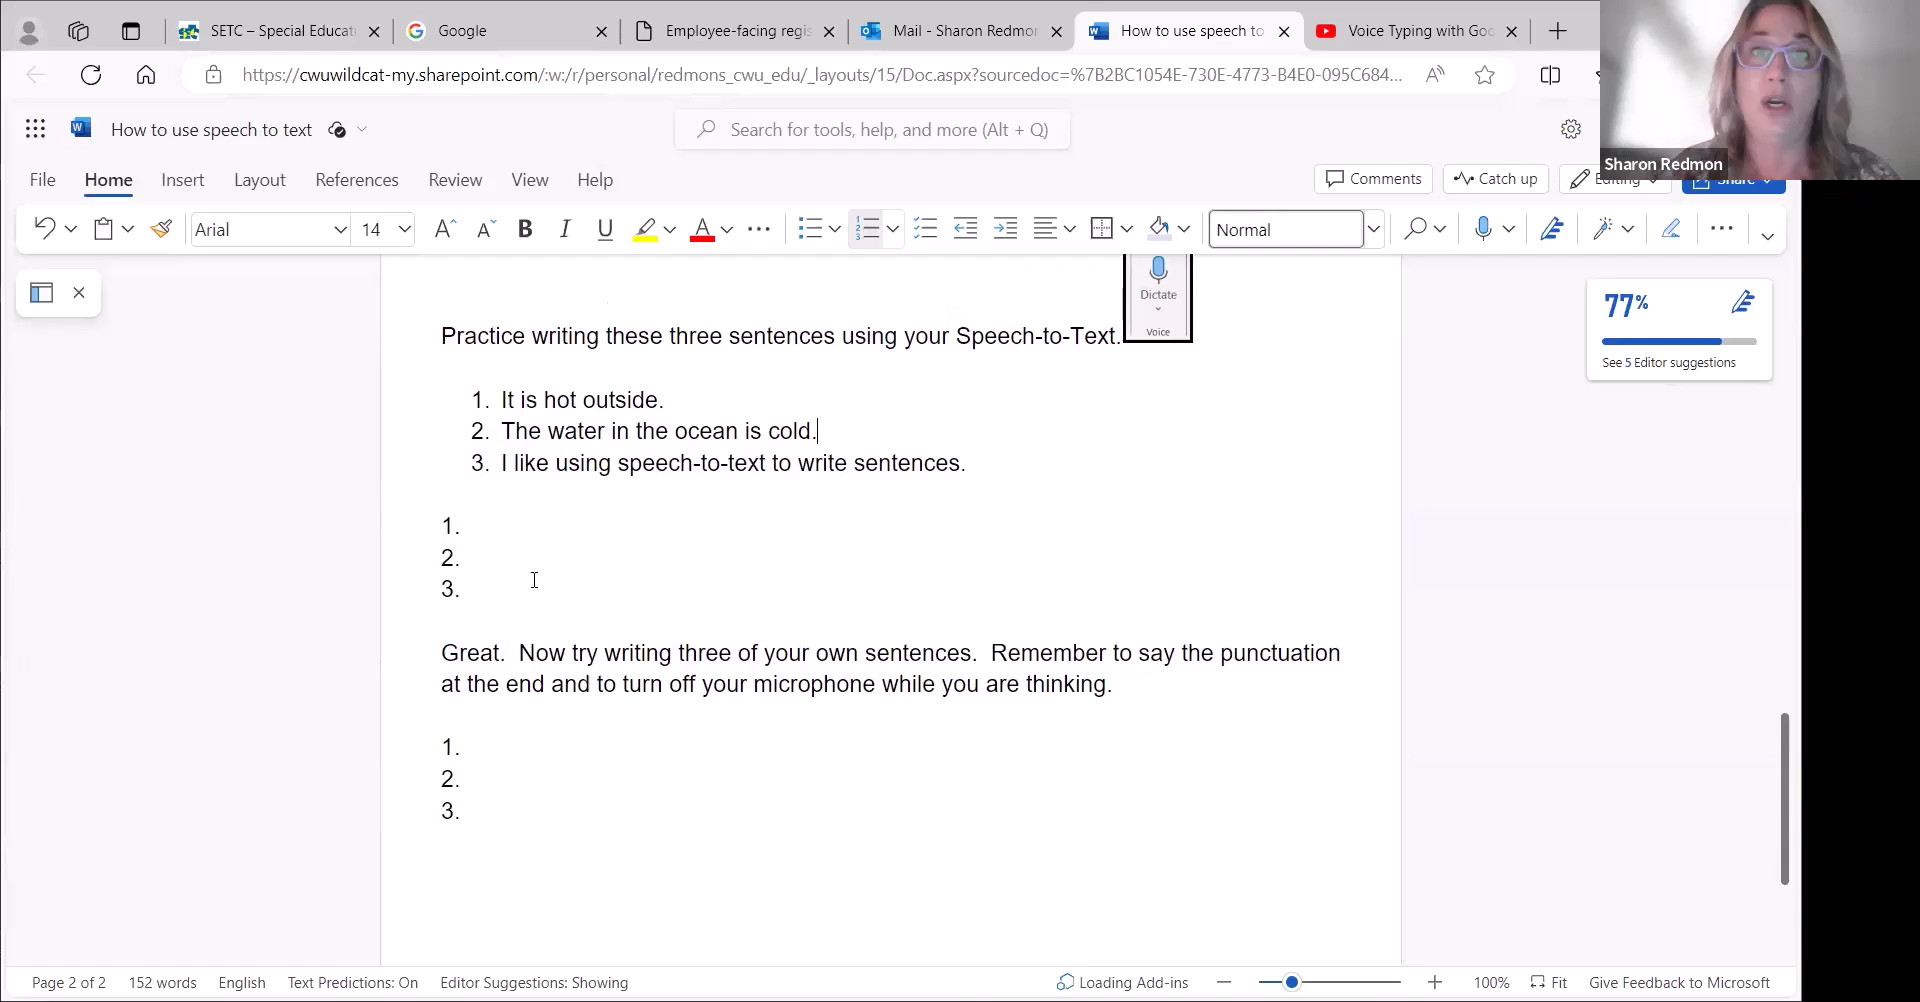 SETC – Special Educat
Google
Employee-facing regis
Mail - Sharon Redmor
How to use speech to
Voice Typing with Goo
https://cwuwildcat-my.sharepoint.com/:w:/r/personal/redmons_cwu_edu/_layouts/15/Doc.aspx?sourcedoc=%7B2BC1054E-730E-4773-B4E0-095C684...
How to use speech to text
Search for tools, help, and more (Alt + Q)
Sharon Redmon
File Home Insert Layout References Review View Help
Comments Catch up Editing Share
Arial 14 Normal
Dictate
Voice
77%
See 5 Editor suggestions
Practice writing these three sentences using your Speech-to-Text.
1. It is hot outside.
2. The water in the ocean is cold.
3. I like using speech-to-text to write sentences.
1.
2.
3.
Great. Now try writing three of your own sentences. Remember to say the punctuation
at the end and to turn off your microphone while you are thinking.
1.
2.
3.
Page 2 of 2 152 words English Text Predictions: On Editor Suggestions: Showing Loading Add-ins 100% Fit Give Feedback to Microsoft